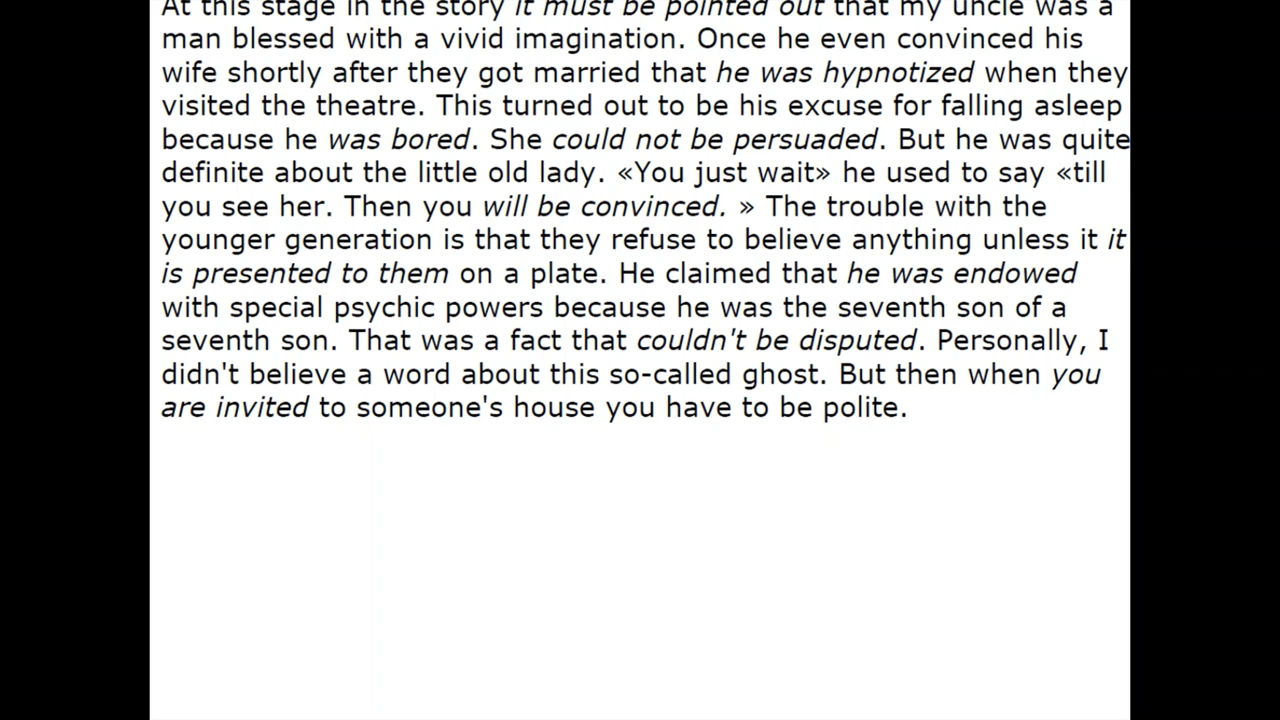 At this stage in the story it must be pointed out that my uncle was a
man blessed with a vivid imagination. Once he even convinced his
wife shortly after they got married that he was hypnotized when they
visited the theatre. This turned out to be his excuse for falling asleep
because he was bored. She could not be persuaded. But he was quite
definite about the little old lady. «You just wait» he used to say «till
you see her. Then you will be convinced. » The trouble with the
younger generation is that they refuse to believe anything unless it it
is presented to them on a plate. He claimed that he was endowed
with special psychic powers because he was the seventh son of a
seventh son. That was a fact that couldn't be disputed. Personally, I
didn't believe a word about this so-called ghost. But then when you
are invited to someone's house you have to be polite.